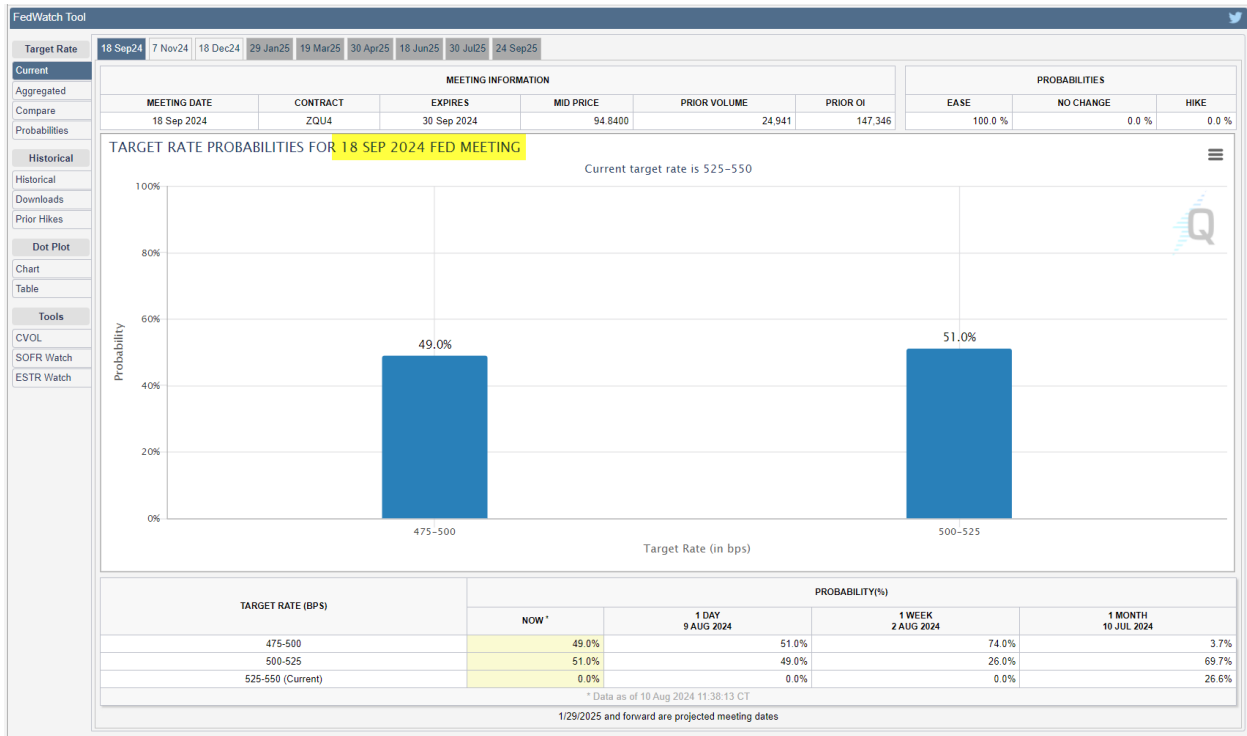 FedWatch Tool
Target Rate
Current
Aggregated
Compare
Probabilities
Historical
Historical
Downloads
Prior Hikes
Dot Plot
Chart
Table
Tools
CVOL
SOFR Watch
ESTR Watch
18 Sep24 7 Nov24 18 Dec24 29 Jan25 19 Mar25 30 Apr25 18 Jun25 30 Jul25 24 Sep25
MEETING INFORMATION
MEETING DATE CONTRACT EXPIRES MID PRICE PRIOR VOLUME PRIOR OI
18 Sep 2024 ZQU4 30 Sep 2024 94.8400 24,941 147,346
PROBABILITIES
EASE NO CHANGE HIKE
100.0 % 0.0 % 0.0 %
TARGET RATE PROBABILITIES FOR 18 SEP 2024 FED MEETING
Current target rate is 525–550
Q
Probability
100%
80%
60%
40%
20%
0%
49.0%
51.0%
475–500
500–525
Target Rate (in bps)
TARGET RATE (BPS) PROBABILITY(%)
NOW * 1 DAY 1 WEEK 1 MONTH
9 AUG 2024 2 AUG 2024 10 JUL 2024
475-500 49.0% 51.0% 74.0% 3.7%
500-525 51.0% 49.0% 26.0% 69.7%
525-550 (Current) 0.0% 0.0% 0.0% 26.6%
* Data as of 10 Aug 2024 11:38:13 CT
1/29/2025 and forward are projected meeting dates